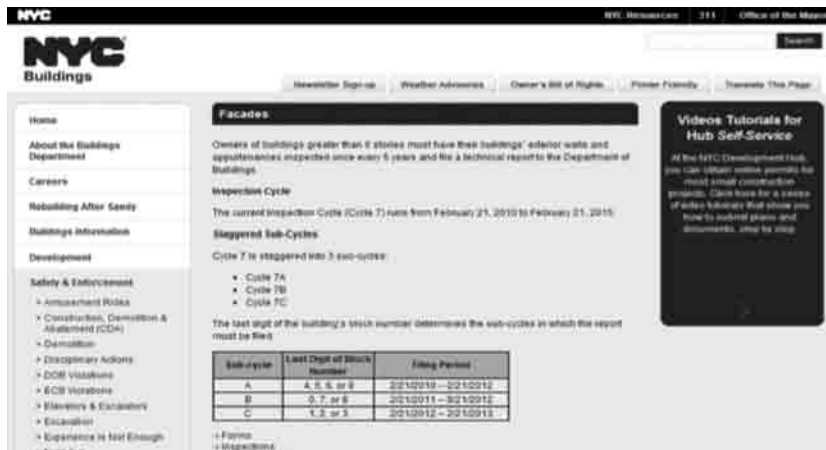 NYC
NYC Resources 311 Office of the Mayor
NYC
Buildings
Search
Newsletter Sign-up Weather Advisories Owner's Bill of Rights Printer Friendly Translate This Page
Home
About the Buildings
Department
Careers
Rebuilding After Sandy
Buildings Information
Development
Safety & Enforcement
Amusement Rides
Construction, Demolition &
Abatement (CDA)
Demolition
Disciplinary Actions
DOB Violations
ECB Violations
Elevators & Escalators
Excavation
Experience Is Not Enough
Facades
Owners of buildings greater than 6 stories must have their buildings' exterior walls and
appurtenances inspected once every 5 years and file a technical report to the Department of
Buildings.
Inspection Cycle
The current Inspection Cycle (Cycle 7) runs from February 21, 2010 to February 21, 2015
Staggered Sub-Cycles
Cycle 7 is staggered into 3 sub-cycles:
• Cycle 7A
• Cycle 7B
• Cycle 7C
The last digit of the building's block number determines the sub-cycles in which the report
must be filed:
Sub-cycle Last Digit of Block Number Filing Period
A 4, 5, 6, or 9 2/21/2010 – 2/21/2012
B 0, 7, or 8 2/21/2011 –
C 1, 2, or 3 2/21/2012 – 2/21/2013
Forms
Inspections
Videos Tutorials for
Hub Self-Service
At the NYC Development Hub,
you can obtain online permits for
most small construction
projects. Click here for a series
of video tutorials that show you
how to submit plans and
documents, step by step.